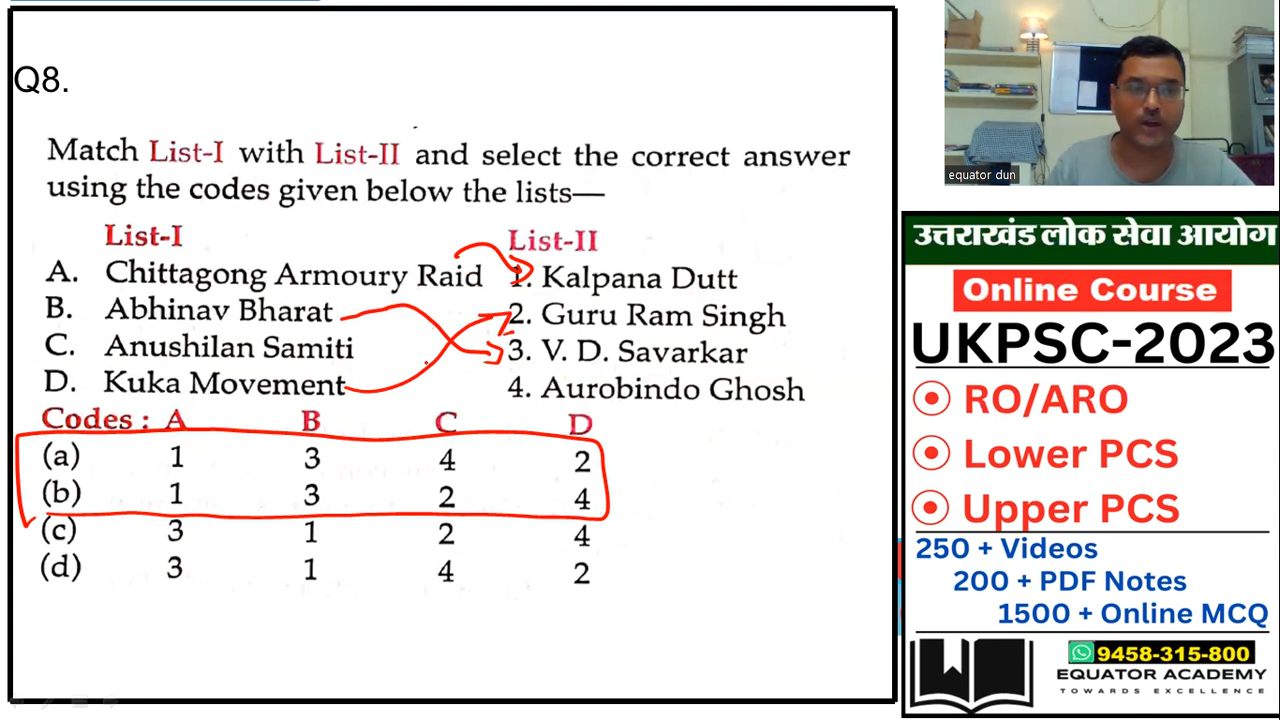 Q8.
Match List-I with List-II and select the correct answer
using the codes given below the lists—
List-I List-II
A. Chittagong Armoury Raid 1. Kalpana Dutt
B. Abhinav Bharat 2. Guru Ram Singh
C. Anushilan Samiti 3. V. D. Savarkar
D. Kuka Movement 4. Aurobindo Ghosh
Codes : A B C D
(a) 1 3 4 2
(b) 1 3 2 4
(c) 3 1 2 4
(d) 3 1 4 2
equator dun
उत्तराखंड लोक सेवा आयोग
Online Course
UKPSC-2023
RO/ARO
Lower PCS
Upper PCS
250 + Videos
200 + PDF Notes
1500 + Online MCQ
9458-315-800
EQUATOR ACADEMY
TOWARDS EXCELLENCE